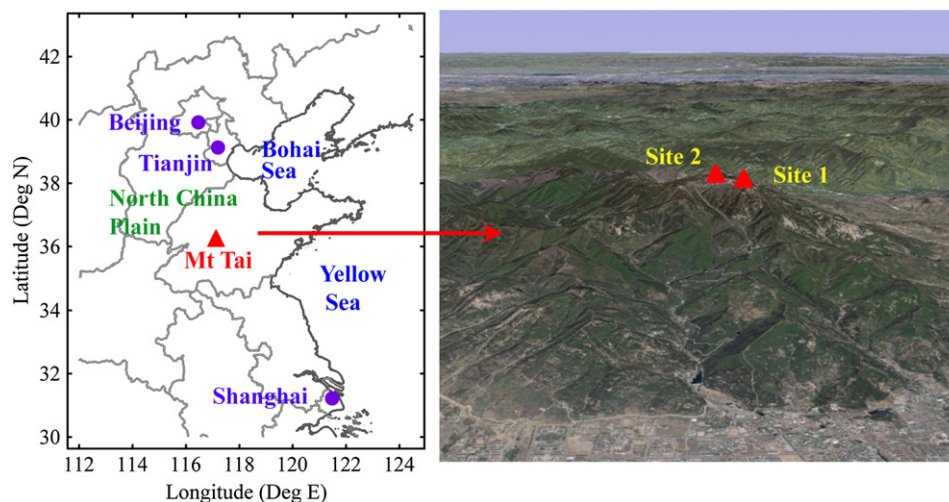 Latitude (Deg N)
42
40
38
36
34
32
30
112
114
116
118
120
122
124
Longitude (Deg E)
Beijing
Tianjin
Bohai
Sea
North China
Plain
Mt Tai
Yellow
Sea
Shanghai
Site 2
Site 1